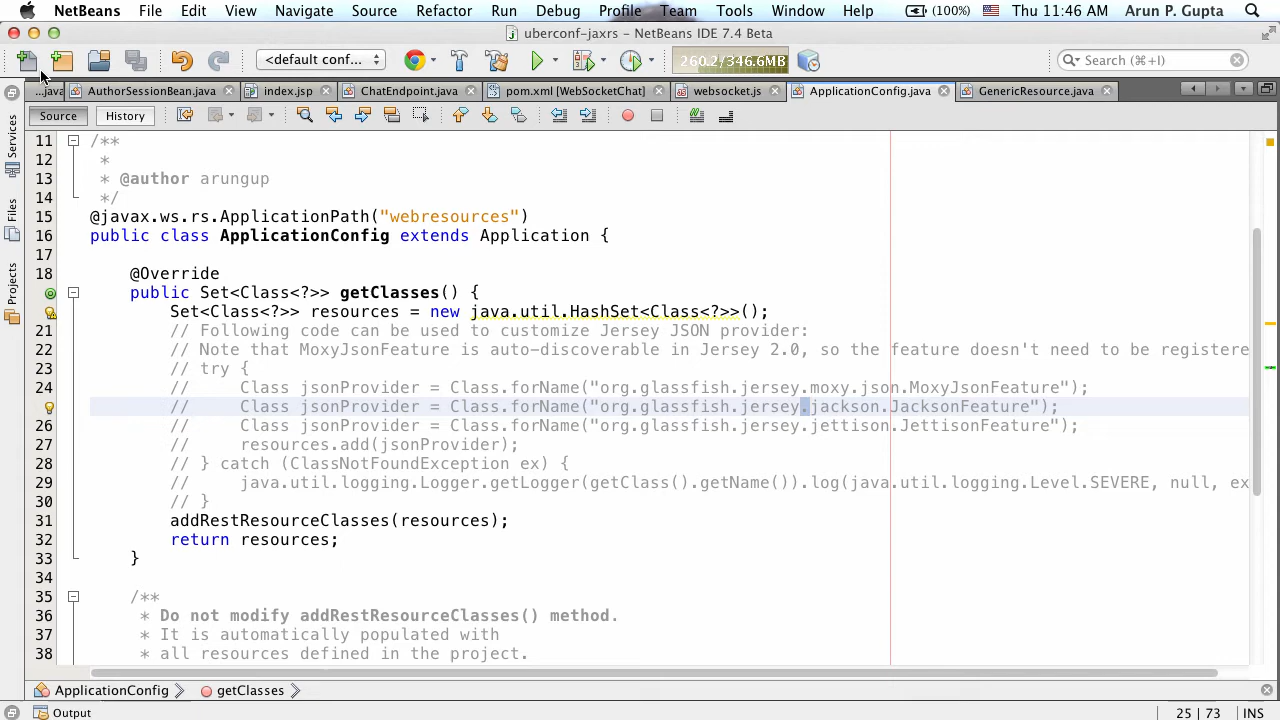 NetBeans File Edit View Navigate Source Refactor Run Debug Profile Team Tools Window Help (100%) Thu 11:46 AM Arun P. Gupta
uberconf-jaxrs – NetBeans IDE 7.4 Beta
<default conf... 260.2/346.6MB Search (⌘+I)
...java AuthorSessionBean.java index.jsp ChatEndpoint.java pom.xml [WebSocketChat] websocket.js ApplicationConfig.java GenericResource.java
Source History
Services
Files
Projects
11 /**
12 *
13 * @author arungup
14 */
15 @javax.ws.rs.ApplicationPath("webresources")
16 public class ApplicationConfig extends Application {
17
18 @Override
public Set<Class<?>> getClasses() {
Set<Class<?>> resources = new java.util.HashSet<Class<?>>();
21 // Following code can be used to customize Jersey JSON provider:
22 // Note that MoxyJsonFeature is auto-discoverable in Jersey 2.0, so the feature doesn't need to be registere
23 // try {
24 // Class jsonProvider = Class.forName("org.glassfish.jersey.moxy.json.MoxyJsonFeature");
// Class jsonProvider = Class.forName("org.glassfish.jersey.jackson.JacksonFeature");
26 // Class jsonProvider = Class.forName("org.glassfish.jersey.jettison.JettisonFeature");
27 // resources.add(jsonProvider);
28 // } catch (ClassNotFoundException ex) {
29 // java.util.logging.Logger.getLogger(getClass().getName()).log(java.util.logging.Level.SEVERE, null, ex
30 // }
31 addRestResourceClasses(resources);
32 return resources;
33 }
34
35 /**
36 * Do not modify addRestResourceClasses() method.
37 * It is automatically populated with
38 * all resources defined in the project.
ApplicationConfig getClasses
Output 25 | 73 INS